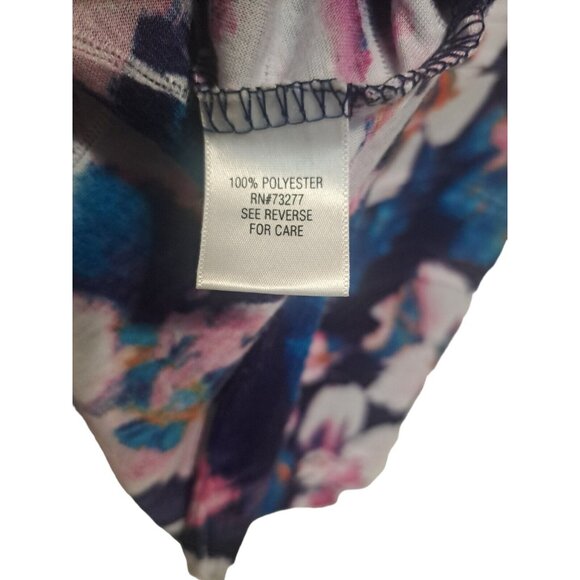 100% POLYESTER
RN#73277
SEE REVERSE
FOR CARE